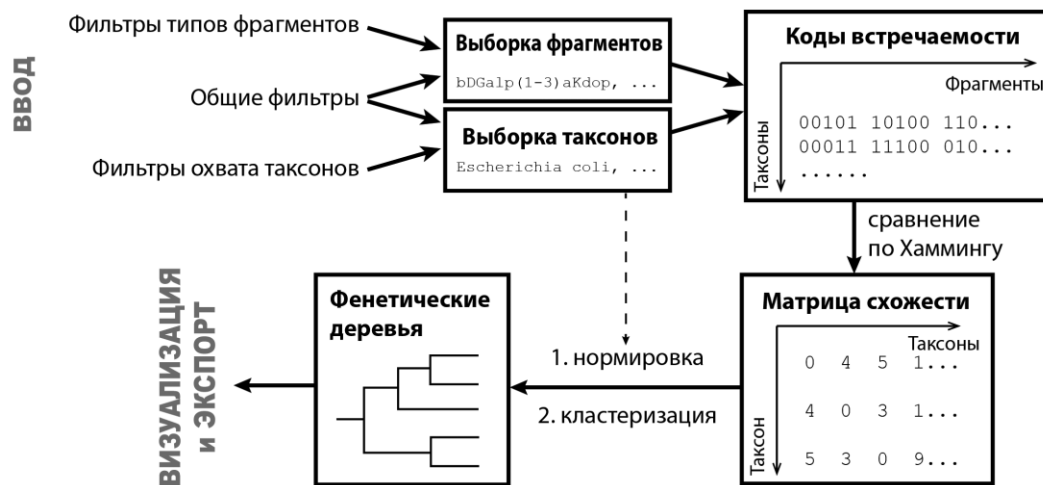 ВВОД
Фильтры типов фрагментов
Общие фильтры
Фильтры охвата таксонов
Выборка фрагментов
bDGalp(1-3)aKdop, ...
Выборка таксонов
Escherichia coli, ...
Коды встречаемости
Фрагменты
Таксоны
00101 10100 110...
00011 11100 010...
......
сравнение
по Хаммингу
Матрица схожести
Таксоны
Таксон
0 4 5 1...
4 0 3 1...
5 3 0 9...
1. нормировка
2. кластеризация
Фенетические
деревья
ВИЗУАЛИЗАЦИЯ
и ЭКСПОРТ